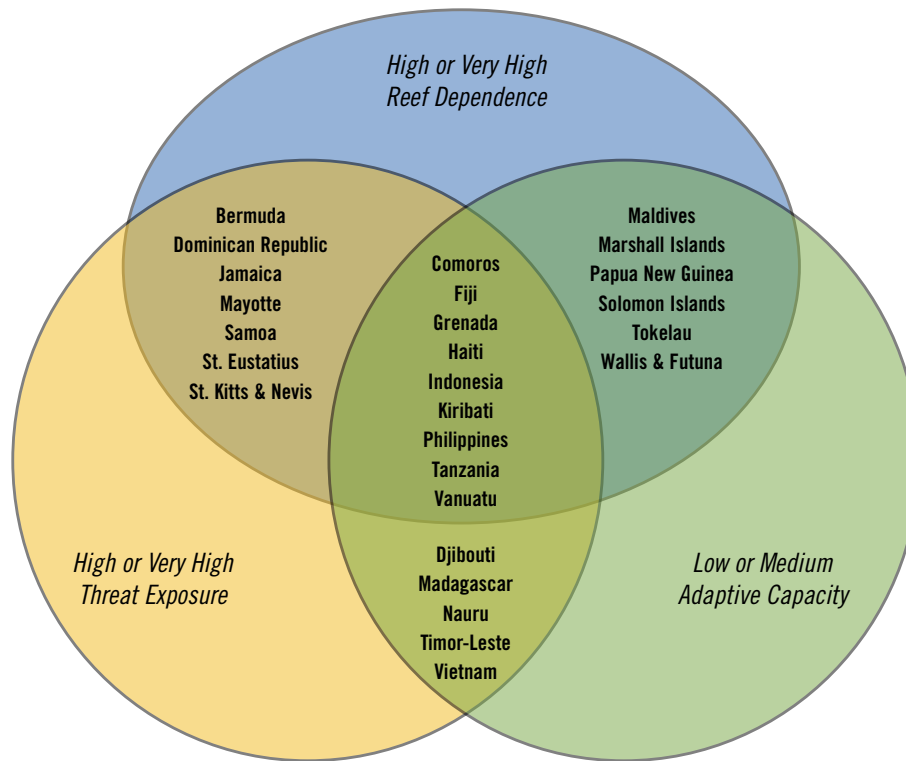 High or Very High
Reef Dependence
Bermuda
Dominican Republic
Jamaica
Mayotte
Samoa
St. Eustatius
St. Kitts & Nevis
Comoros
Fiji
Grenada
Haiti
Indonesia
Kiribati
Philippines
Tanzania
Vanuatu
Maldives
Marshall Islands
Papua New Guinea
Solomon Islands
Tokelau
Wallis & Futuna
High or Very High
Threat Exposure
Djibouti
Madagascar
Nauru
Timor-Leste
Vietnam
Low or Medium
Adaptive Capacity